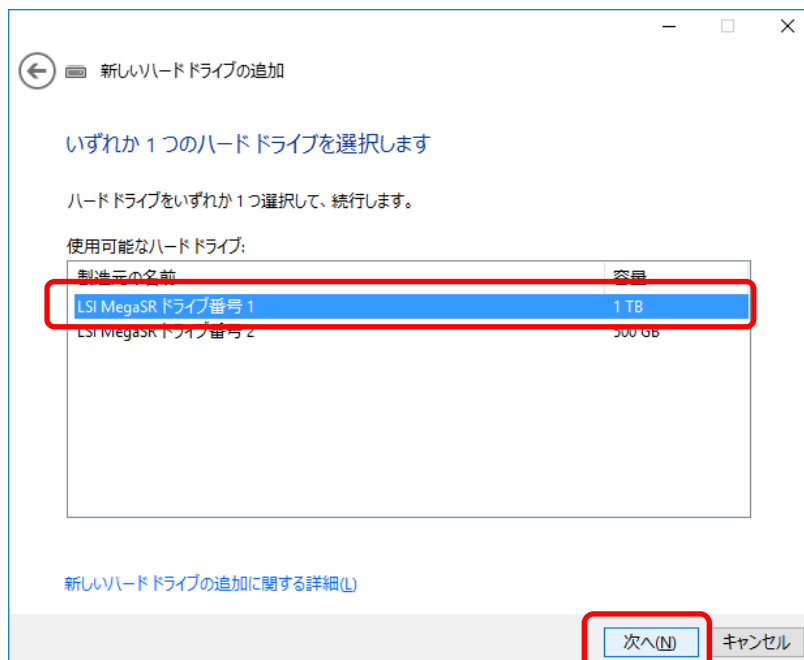 新しいハード ドライブの追加
いずれか 1 つのハード ドライブを選択します
ハード ドライブをいずれか 1 つ選択して、続行します。
使用可能なハード ドライブ:
製造元の名前 容量
LSI MegaSR ドライブ番号 1 1 TB
LSI MegaSR ドライブ番号 2 500 GB
新しいハード ドライブの追加に関する詳細(L)
次へ(N) キャンセル